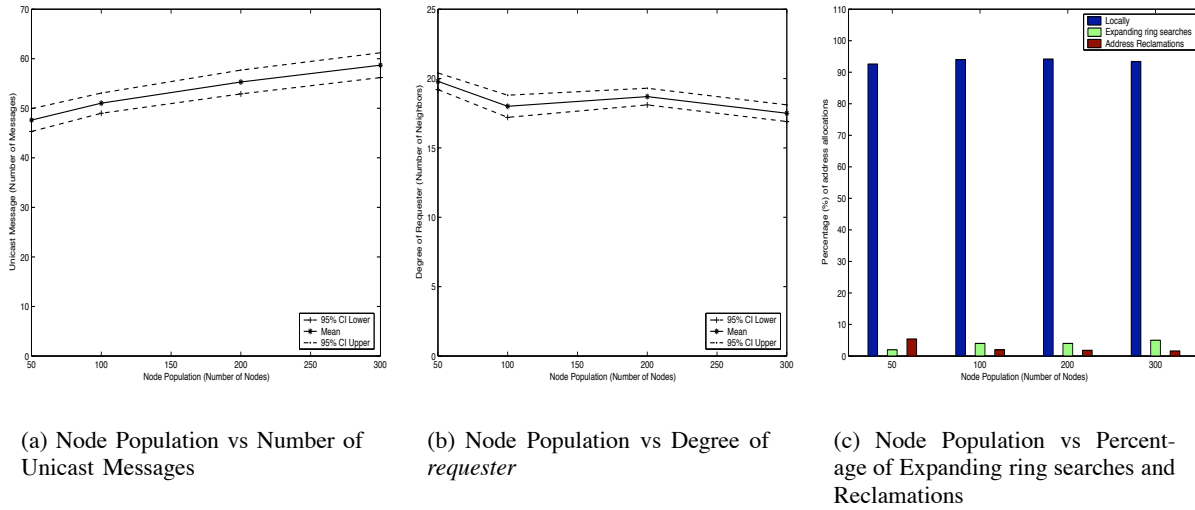 70
60
50
40
30
20
10
0
Unicast Message (Number of Messages)
50
100
150
200
250
300
Node Population (Number of Nodes)
95% CI Lower
Mean
95% CI Upper
25
20
15
10
5
0
Degree of Requester (Number of Neighbors)
50
100
150
200
250
300
Node Population (Number of Nodes)
95% CI Lower
Mean
95% CI Upper
110
100
90
80
70
60
50
40
30
20
10
0
Percentage (%) of address allocations
50
100
200
300
Node Population (Number of Nodes)
Locally
Expanding ring searches
Address Reclamations
(a) Node Population vs Number of
Unicast Messages
(b) Node Population vs Degree of
requester
(c) Node Population vs Percent-
age of Expanding ring searches and
Reclamations